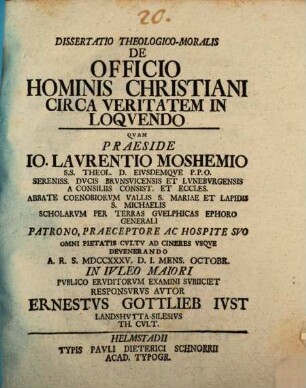 20.
DISSERTATIO THEOLOGICO-MORALIS
DE
OFFICIO
HOMINIS CHRISTIANI
CIRCA VERITATEM IN
LOQVENDO
QVAM
PRAESIDE
IO. LAVRENTIO MOSHEMIO
S.S. THEOL. D. EIVSDEMQVE P.P.O.
SERENISS. DVCIS BRVNSVICENSIS ET LVNEBVRGENSIS
A CONSILIIS CONSIST. ET ECCLES.
ABBATE COENOBIORVM VALLIS S. MARIAE ET LAPIDIS
S. MICHAELIS
SCHOLARVM PER TERRAS GVELPHICAS EPHORO
GENERALI
PATRONO, PRAECEPTORE AC HOSPITE SVO
OMNI PIETATIS CVLTV AD CINERES VSQVE
DEVENERANDO
A. R. S. MDCCXXXV. D. I. MENS. OCTOBR.
IN IVLEO MAIORI
PVBLICO ERVDITORVM EXAMINI SVBIICIET
RESPONSVRVS AVTOR
ERNESTVS GOTTLIEB IVST
LANDSHVTTA-SILESIVS
TH. CVLT.
HELMSTADII
TYPIS PAVLI DIETERICI SCHNORRII
ACAD. TYPOGR.